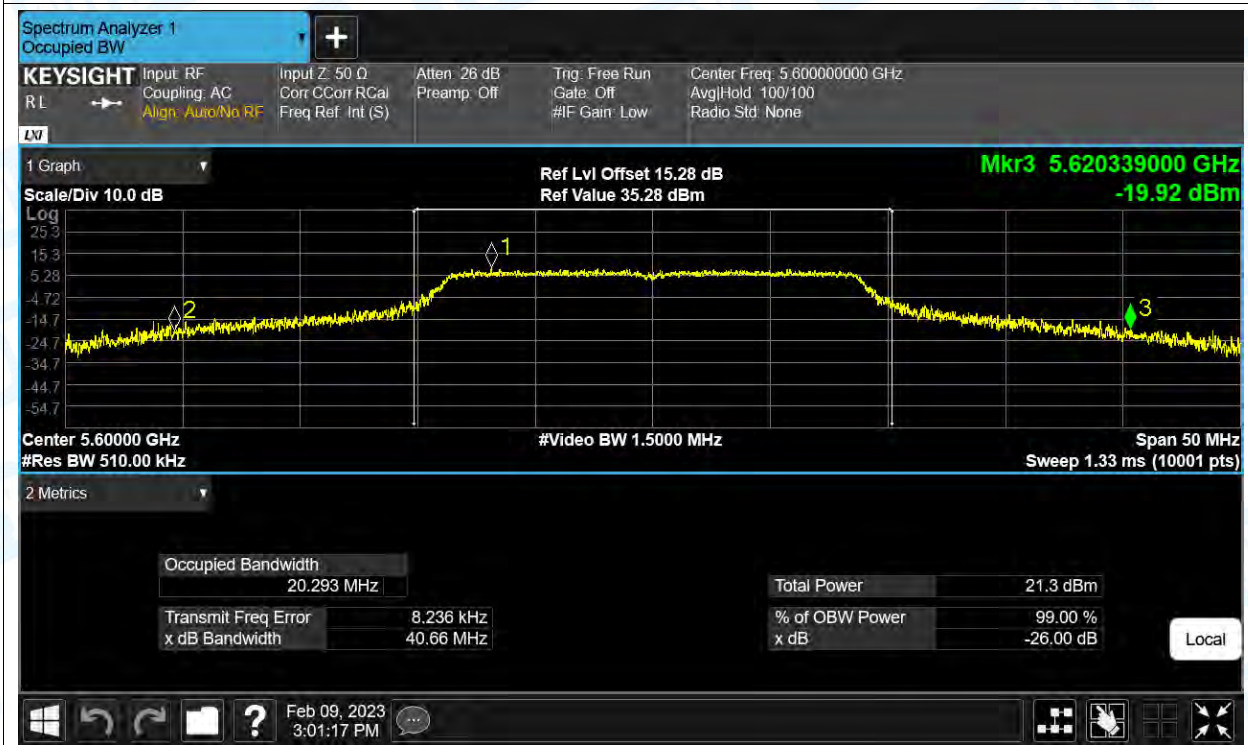 Spectrum Analyzer 1
Occupied BW
+
KEYSIGHT
R L
LXI
Input: RF
Coupling: AC
Align: Auto/No RF
Input Z: 50 Ω
Corr CCorr RCal
Freq Ref: Int (S)
Atten: 26 dB
Preamp: Off
Trig: Free Run
Gate: Off
#IF Gain: Low
Center Freq: 5.600000000 GHz
Avg|Hold: 100/100
Radio Std: None
1 Graph
Scale/Div 10.0 dB
Ref Lvl Offset 15.28 dB
Ref Value 35.28 dBm
Mkr3 5.620339000 GHz
-19.92 dBm
Log
25.3
15.3
5.28
-4.72
-14.7
-24.7
-34.7
-44.7
-54.7
1
2
3
Center 5.60000 GHz
#Res BW 510.00 kHz
#Video BW 1.5000 MHz
Span 50 MHz
Sweep 1.33 ms (10001 pts)
2 Metrics
Occupied Bandwidth
20.293 MHz
Transmit Freq Error 8.236 kHz
x dB Bandwidth 40.66 MHz
Total Power 21.3 dBm
% of OBW Power 99.00 %
x dB -26.00 dB
Local
?
Feb 09, 2023
3:01:17 PM